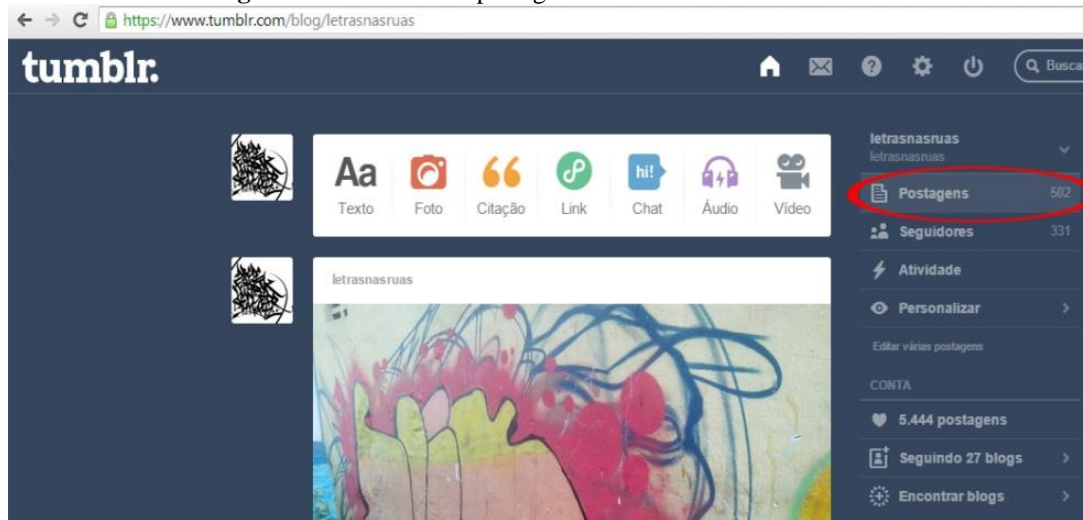 https://www.tumblr.com/blog/letrasnasruas
tumblr.
Busca
letrasnasruas
letrasnasruas
Aa
hi!
Texto Foto Citação Link Chat Áudio Vídeo
Postagens 502
Seguidores 331
Atividade
letrasnasruas
Personalizar
Editar várias postagens
CONTA
5.444 postagens
Seguindo 27 blogs
Encontrar blogs